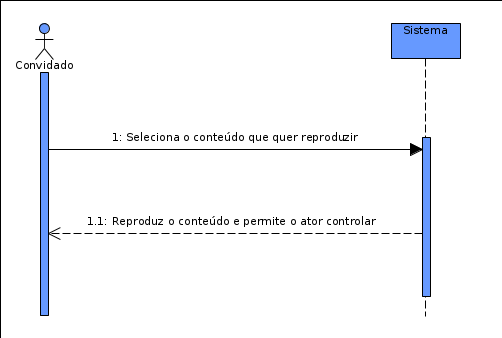 Sistema
Convidado
1: Seleciona o conteúdo que quer reproduzir
1.1: Reproduz o conteúdo e permite o ator controlar